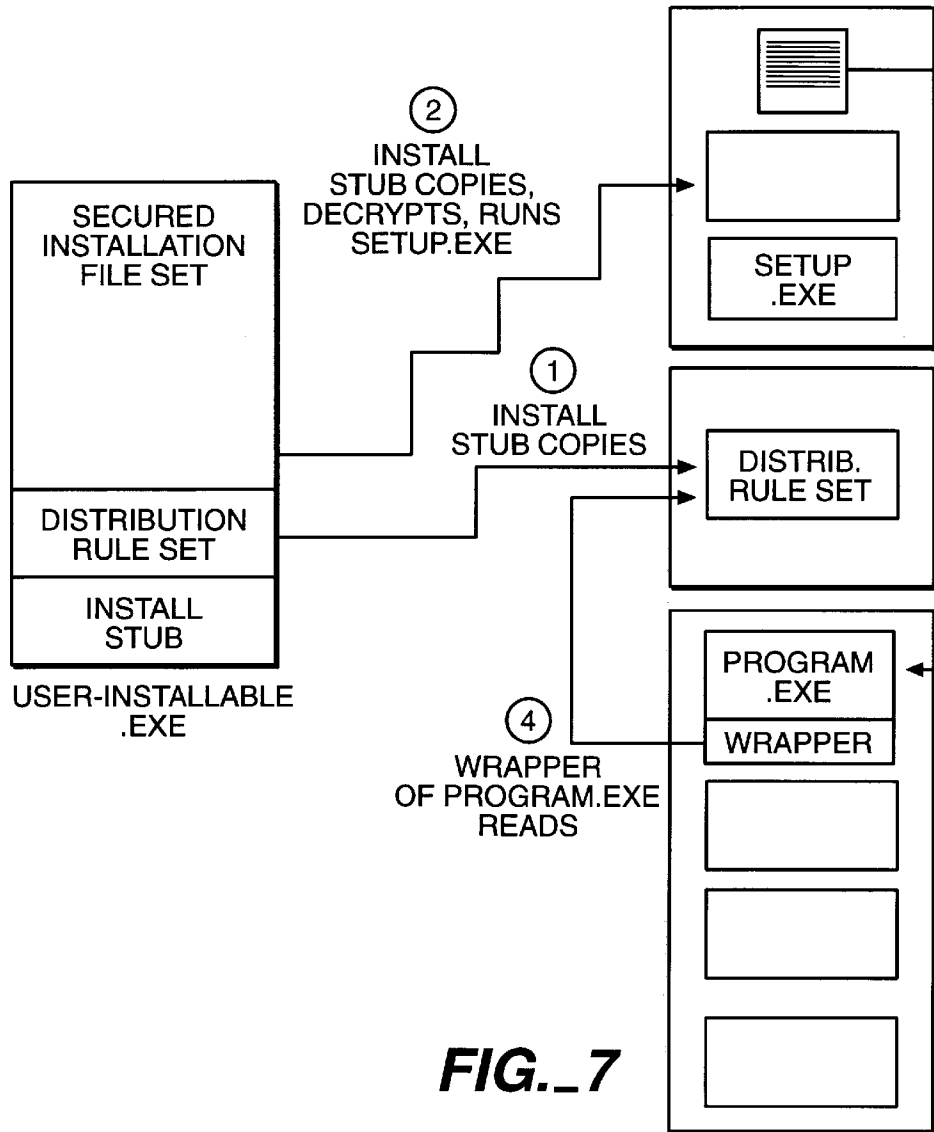 2
INSTALL
STUB COPIES,
DECRYPTS, RUNS
SETUP.EXE
SECURED
INSTALLATION
FILE SET
DISTRIBUTION
RULE SET
INSTALL
STUB
USER-INSTALLABLE
.EXE
SETUP
.EXE
1
INSTALL
STUB COPIES
DISTRIB.
RULE SET
PROGRAM
.EXE
WRAPPER
4
WRAPPER
OF PROGRAM.EXE
READS
FIG._7